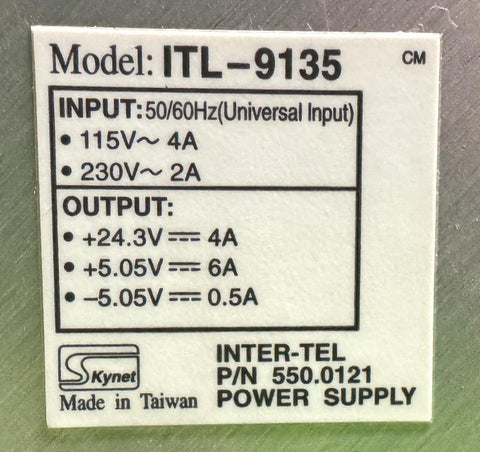 Model: ITL-9135 CM
INPUT: 50/60Hz(Universal Input)
• 115V~ 4A
• 230V~ 2A
OUTPUT:
• +24.3V⎓ 4A
• +5.05V⎓ 6A
• –5.05V⎓ 0.5A
Skynet
Made in Taiwan
INTER-TEL
P/N 550.0121
POWER SUPPLY